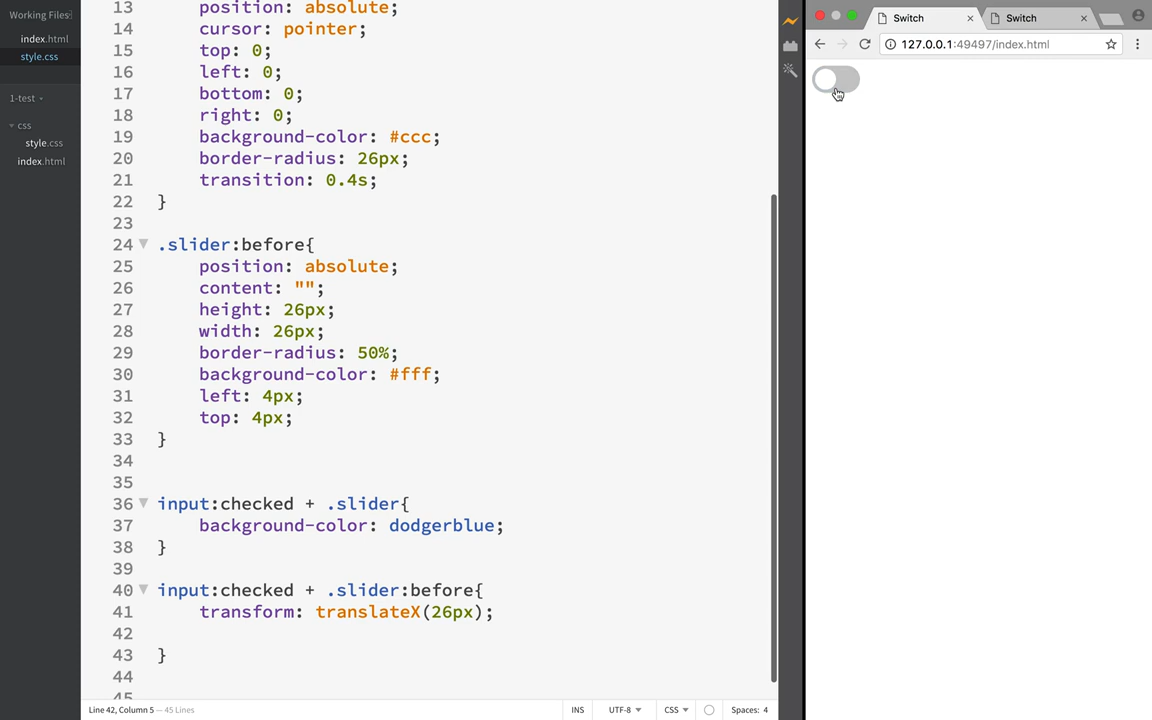 Working Files
index.html
style.css
1-test
css
style.css
index.html
13 position: absolute;
14 cursor: pointer;
15 top: 0;
16 left: 0;
17 bottom: 0;
18 right: 0;
19 background-color: #ccc;
20 border-radius: 26px;
21 transition: 0.4s;
22 }
23
24 .slider:before{
25 position: absolute;
26 content: "";
27 height: 26px;
28 width: 26px;
29 border-radius: 50%;
30 background-color: #fff;
31 left: 4px;
32 top: 4px;
33 }
34
35
36 input:checked + .slider{
37 background-color: dodgerblue;
38 }
39
40 input:checked + .slider:before{
41 transform: translateX(26px);
42
43 }
44
45
Line 42, Column 5 — 45 Lines
INS UTF-8 CSS Spaces: 4
Switch Switch
127.0.0.1:49497/index.html